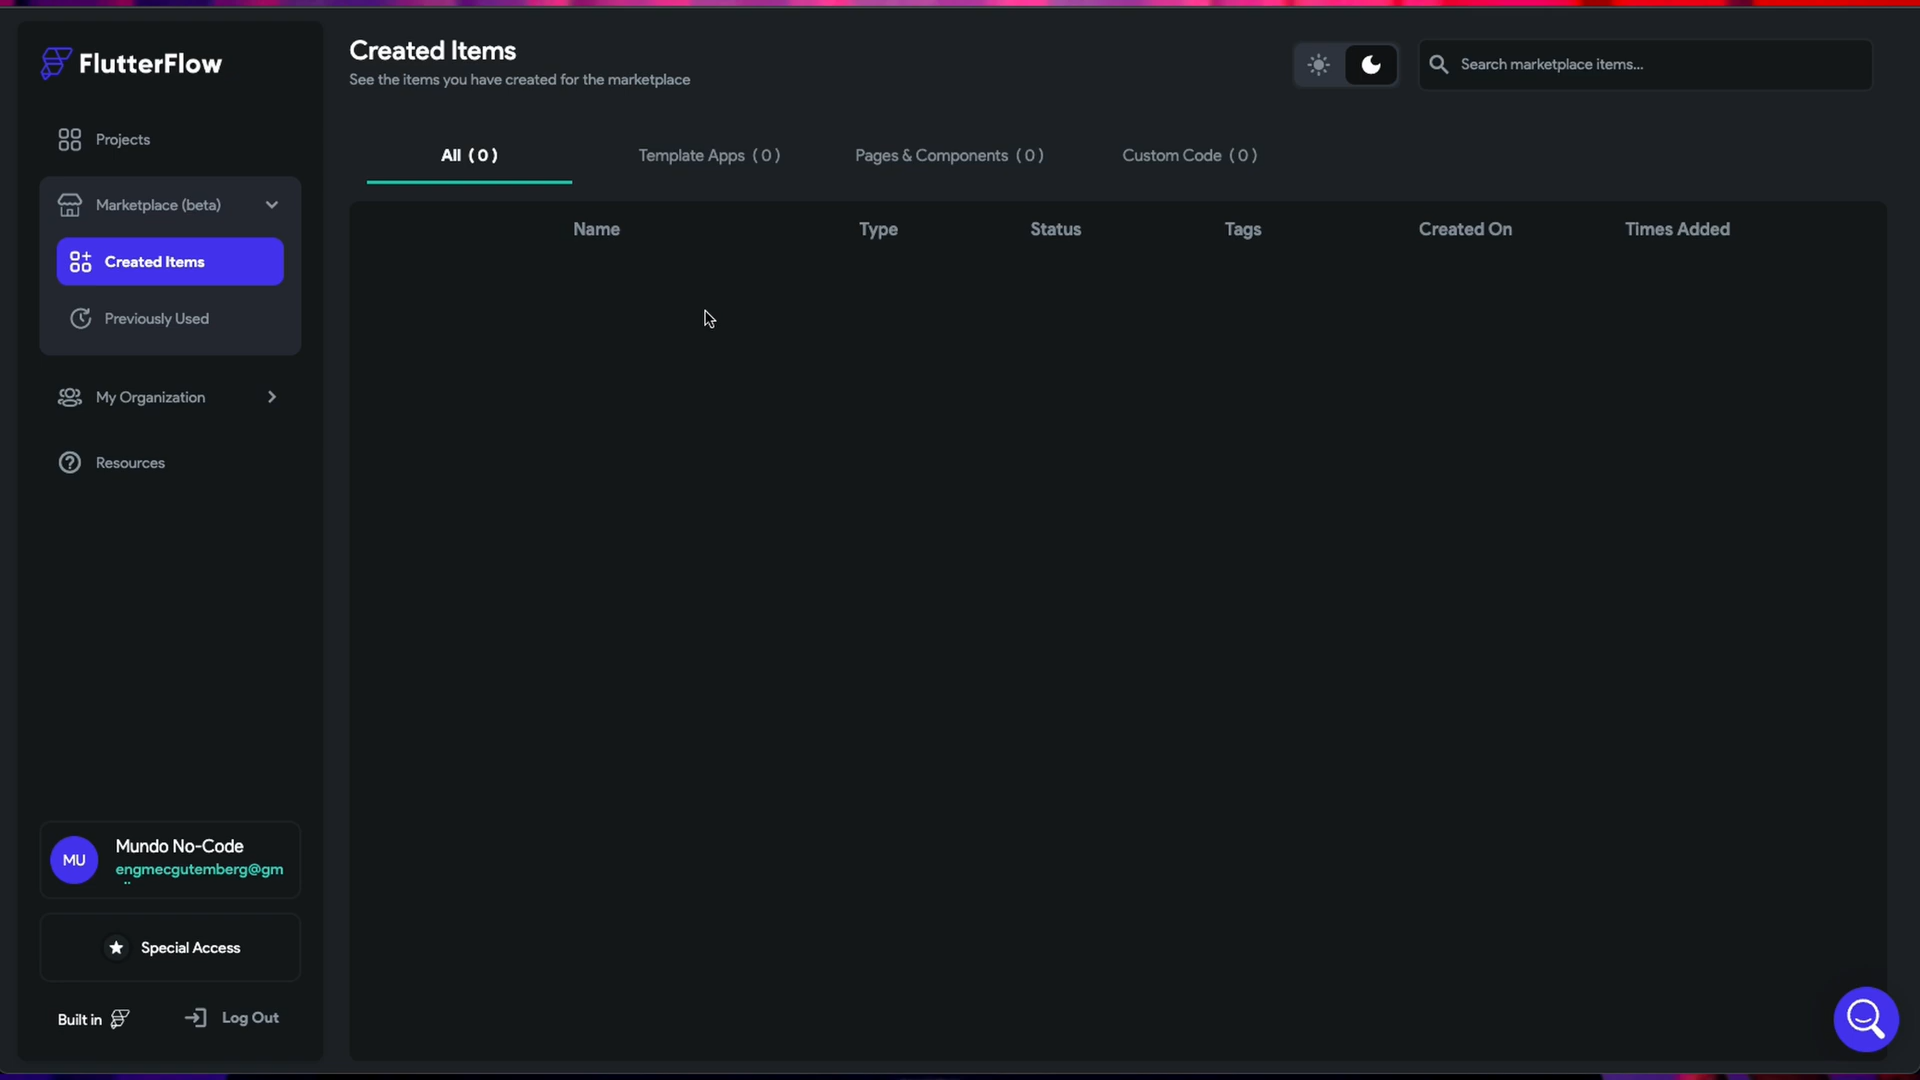 FlutterFlow
Projects
Marketplace (beta)
Created Items
Previously Used
My Organization
Resources
MU
Mundo No-Code
engmecgutemberg@gm
Special Access
Built in
Log Out
Created Items
See the items you have created for the marketplace
Search marketplace items...
All ( 0 )
Template Apps ( 0 )
Pages & Components ( 0 )
Custom Code ( 0 )
Name
Type
Status
Tags
Created On
Times Added